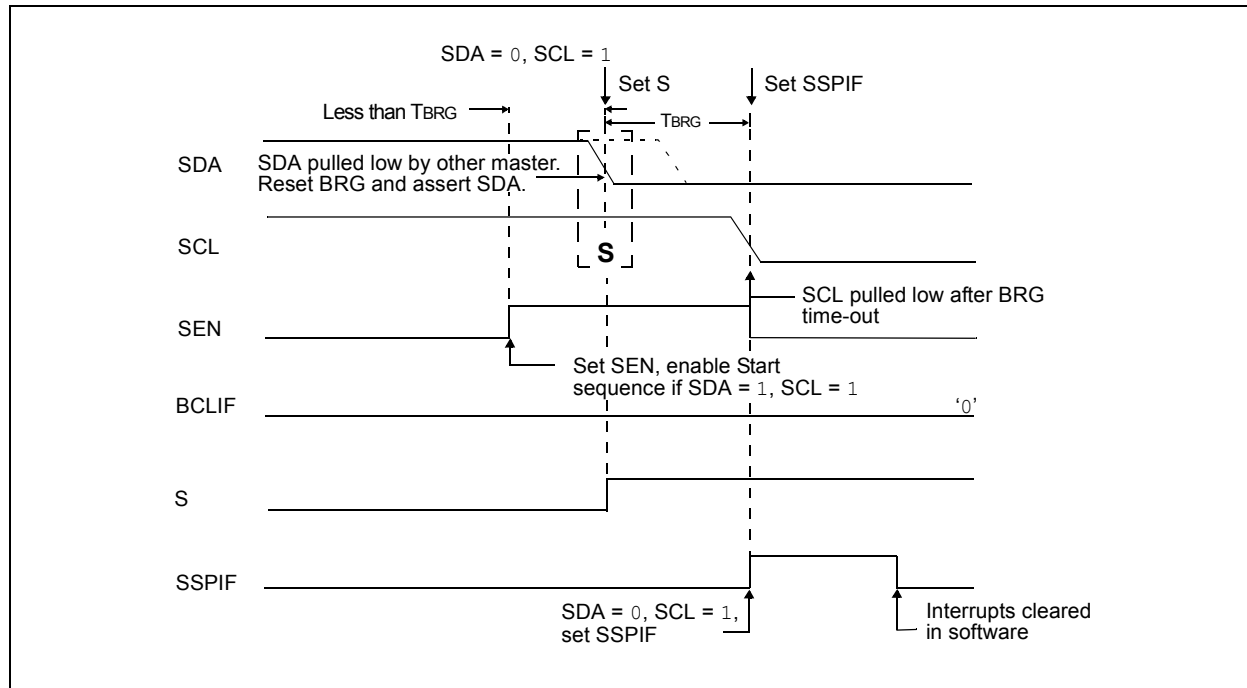 SDA = 0, SCL = 1
Set S
Set SSPIF
Less than TBRG
TBRG
SDA
SDA pulled low by other master.
Reset BRG and assert SDA.
SCL
S
SCL pulled low after BRG
time-out
SEN
Set SEN, enable Start
sequence if SDA = 1, SCL = 1
BCLIF
‘0’
S
SSPIF
SDA = 0, SCL = 1,
set SSPIF
Interrupts cleared
in software